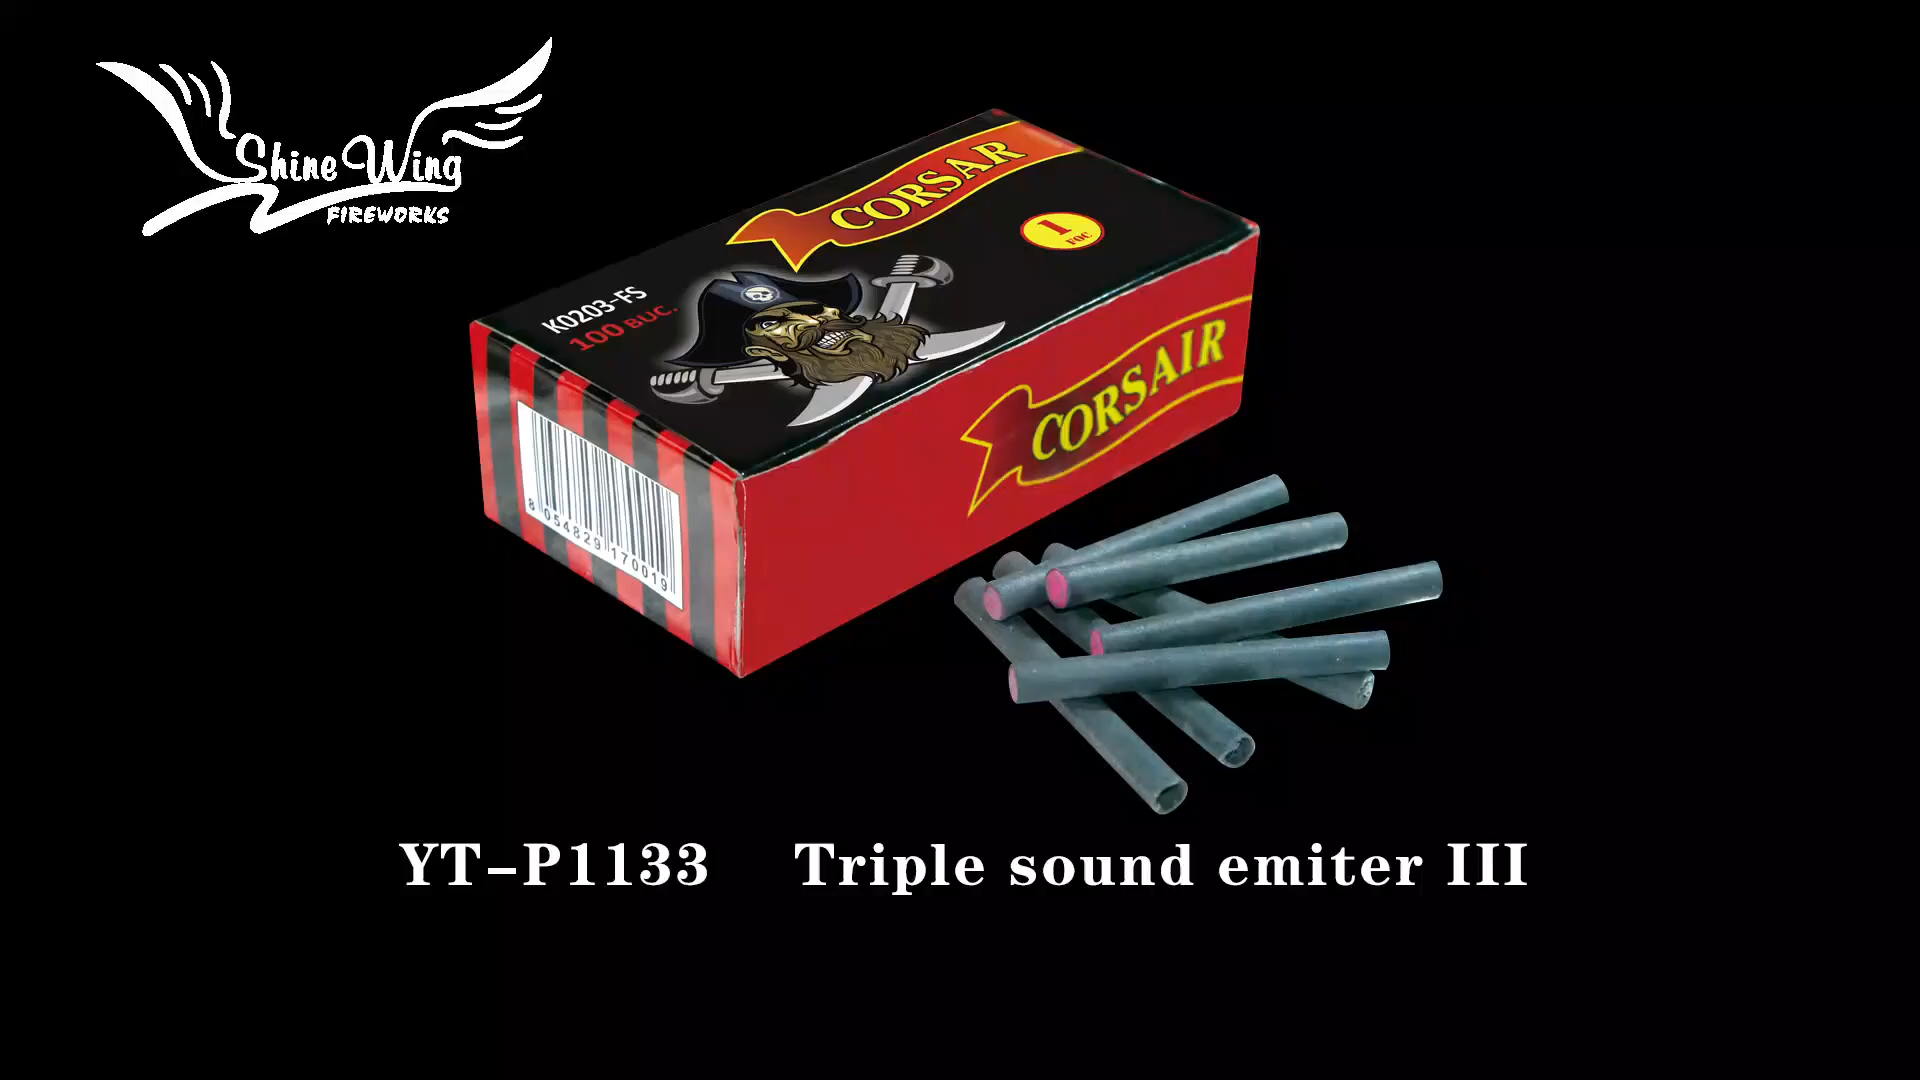 Shine Wing
FIREWORKS
CORSAR
1
FOC
K0203-FS
100 BUC.
CORSAIR
8 054829 170019
YT-P1133 Triple sound emiter III